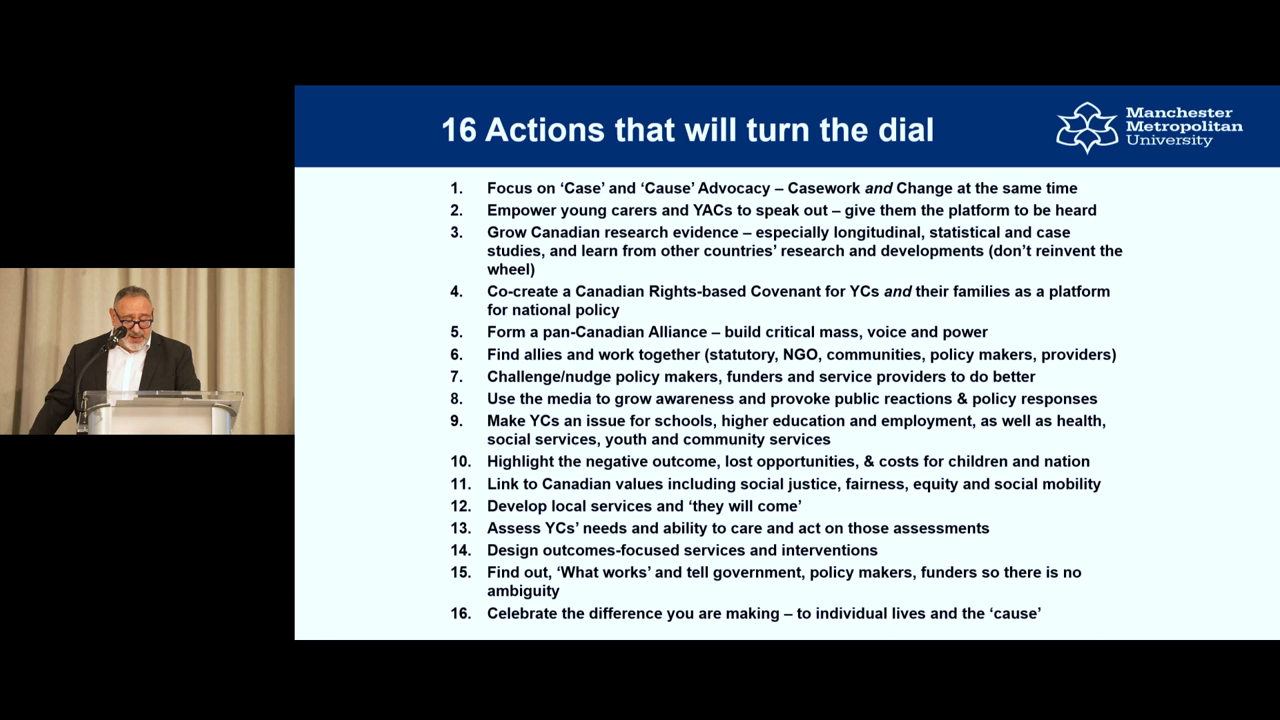 16 Actions that will turn the dial
Manchester
Metropolitan
University
1. Focus on ‘Case’ and ‘Cause’ Advocacy – Casework and Change at the same time
2. Empower young carers and YACs to speak out – give them the platform to be heard
3. Grow Canadian research evidence – especially longitudinal, statistical and case
studies, and learn from other countries’ research and developments (don’t reinvent the
wheel)
4. Co-create a Canadian Rights-based Covenant for YCs and their families as a platform
for national policy
5. Form a pan-Canadian Alliance – build critical mass, voice and power
6. Find allies and work together (statutory, NGO, communities, policy makers, providers)
7. Challenge/nudge policy makers, funders and service providers to do better
8. Use the media to grow awareness and provoke public reactions & policy responses
9. Make YCs an issue for schools, higher education and employment, as well as health,
social services, youth and community services
10. Highlight the negative outcome, lost opportunities, & costs for children and nation
11. Link to Canadian values including social justice, fairness, equity and social mobility
12. Develop local services and ‘they will come’
13. Assess YCs’ needs and ability to care and act on those assessments
14. Design outcomes-focused services and interventions
15. Find out, ‘What works’ and tell government, policy makers, funders so there is no
ambiguity
16. Celebrate the difference you are making – to individual lives and the ‘cause’